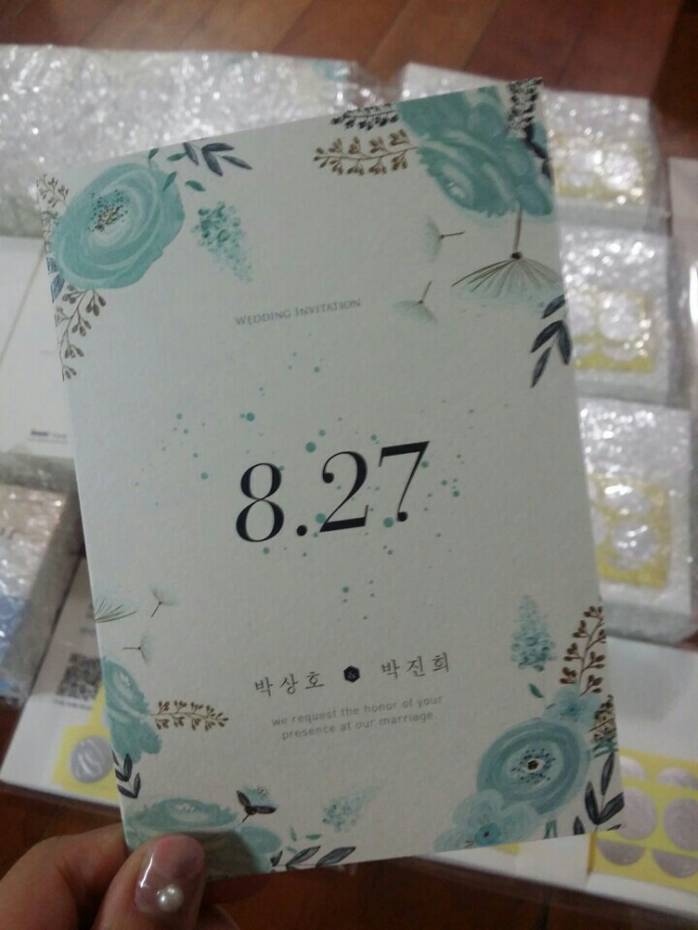 WEDDING INVITATION
8.27
박상호 박진희
we request the honor of your
presence at our marriage